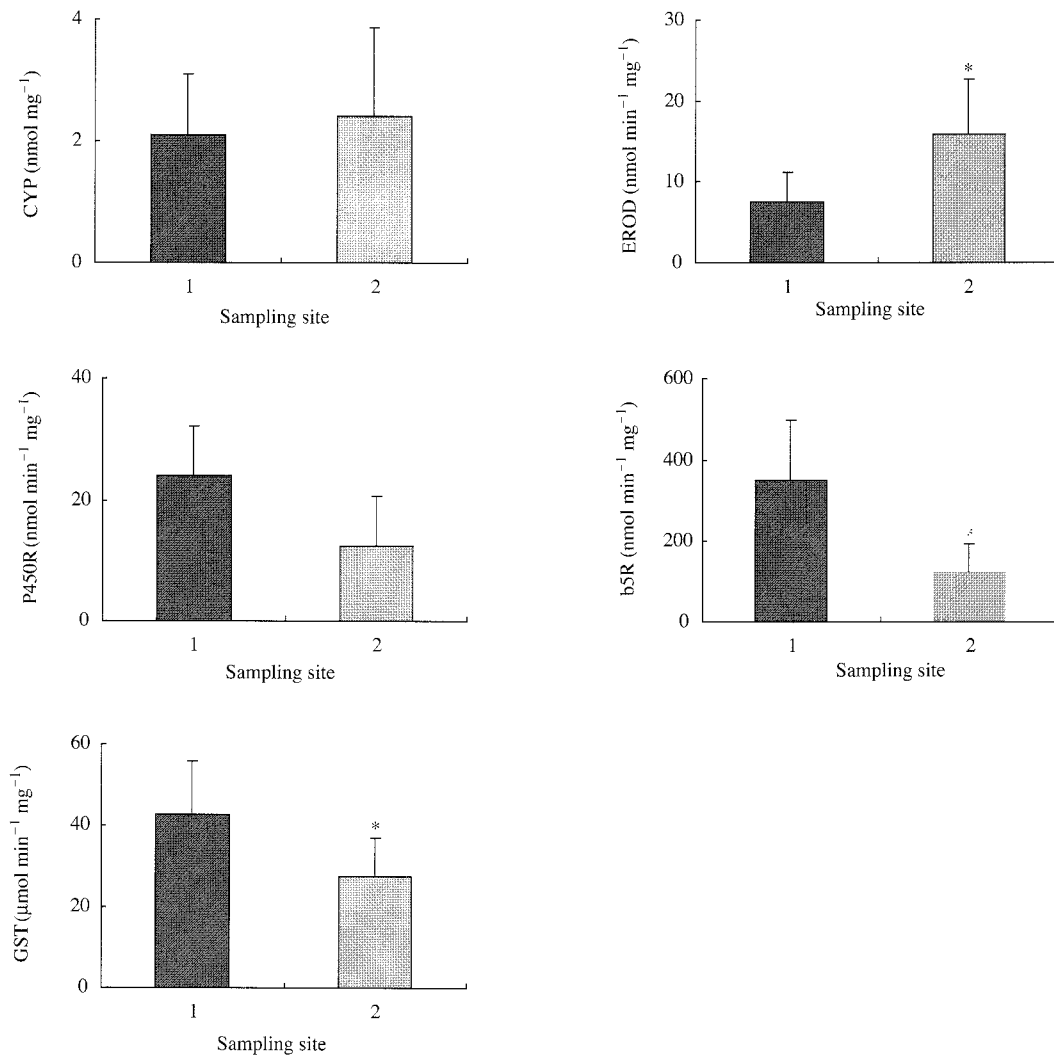 4
2
0
CYP (nmol mg⁻¹)
1 2
Sampling site
30
20
10
0
EROD (nmol min⁻¹ mg⁻¹)
*
1 2
Sampling site
40
20
0
P450R (nmol min⁻¹ mg⁻¹)
1 2
Sampling site
600
400
200
0
b5R (nmol min⁻¹ mg⁻¹)
*
1 2
Sampling site
60
40
20
0
GST (μmol min⁻¹ mg⁻¹)
*
1 2
Sampling site